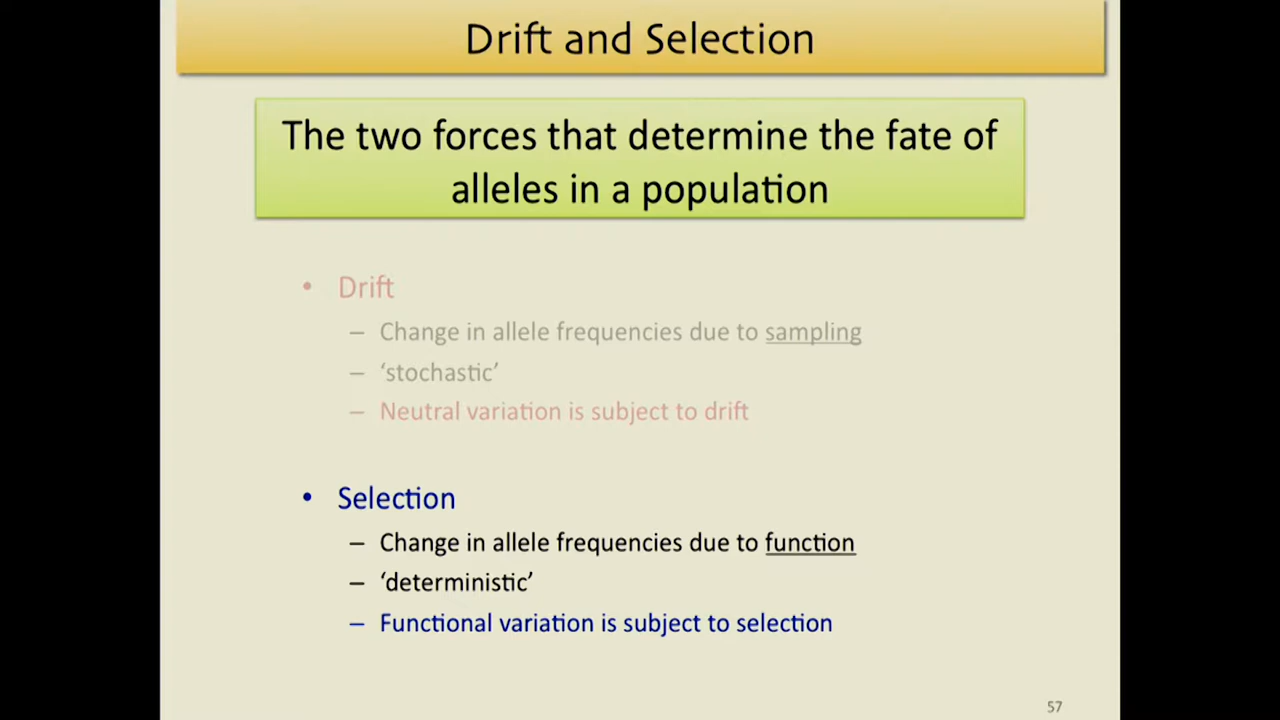 Drift and Selection
The two forces that determine the fate of
alleles in a population
• Drift
– Change in allele frequencies due to sampling
– ‘stochastic’
– Neutral variation is subject to drift
• Selection
– Change in allele frequencies due to function
– ‘deterministic’
– Functional variation is subject to selection
57